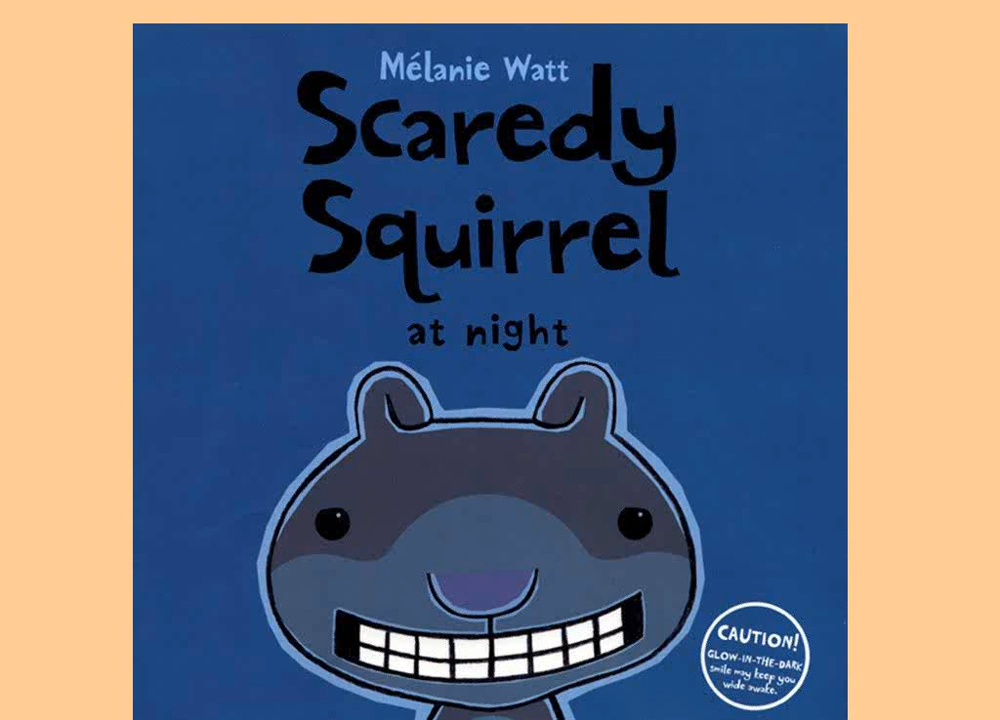 Mélanie Watt
Scaredy
Squirrel
at night
CAUTION!
GLOW-IN-THE-DARK
smile may keep you
wide awake.